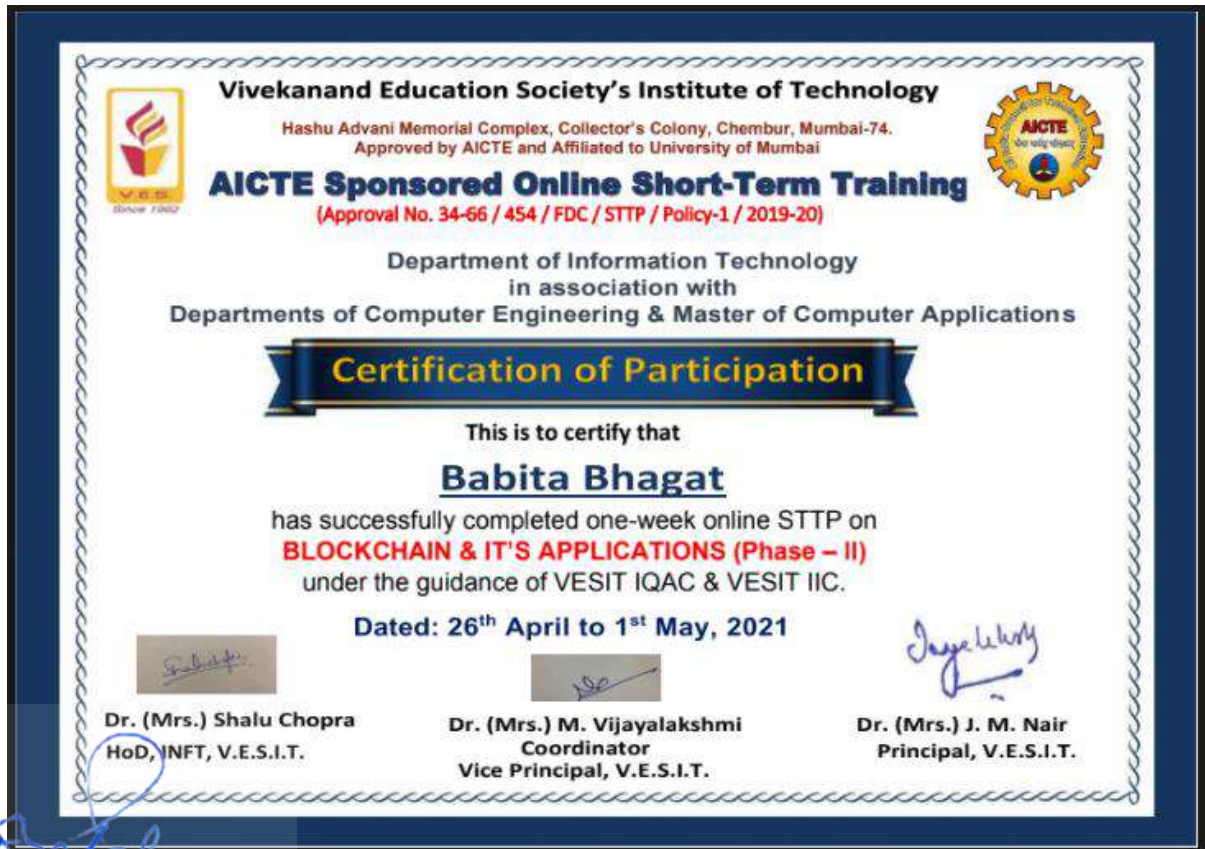 Vivekanand Education Society's Institute of Technology
Hashu Advani Memorial Complex, Collector's Colony, Chembur, Mumbai-74.
Approved by AICTE and Affiliated to University of Mumbai
AICTE Sponsored Online Short-Term Training
(Approval No. 34-66 / 454 / FDC / STTP / Policy-1 / 2019-20)
V.E.S.
Since 1962
AICTE
Department of Information Technology
in association with
Departments of Computer Engineering & Master of Computer Applications
Certification of Participation
This is to certify that
Babita Bhagat
has successfully completed one-week online STTP on
BLOCKCHAIN & IT'S APPLICATIONS (Phase – II)
under the guidance of VESIT IQAC & VESIT IIC.
Dated: 26th April to 1st May, 2021
Dr. (Mrs.) Shalu Chopra
HoD, INFT, V.E.S.I.T.
Dr. (Mrs.) M. Vijayalakshmi
Coordinator
Vice Principal, V.E.S.I.T.
Dr. (Mrs.) J. M. Nair
Principal, V.E.S.I.T.